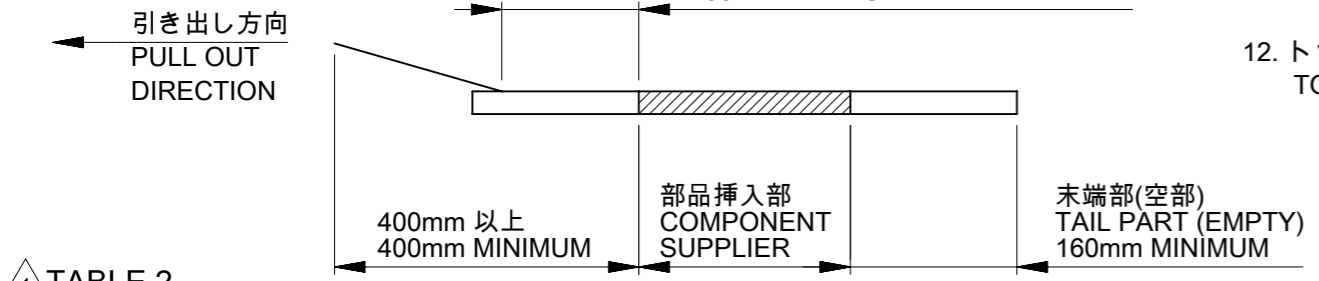 引き出し方向
PULL OUT
DIRECTION
12.
400mm 以上
400mm MINIMUM
部品挿入部
COMPONENT
SUPPLIER
末端部(空部)
TAIL PART (EMPTY)
160mm MINIMUM